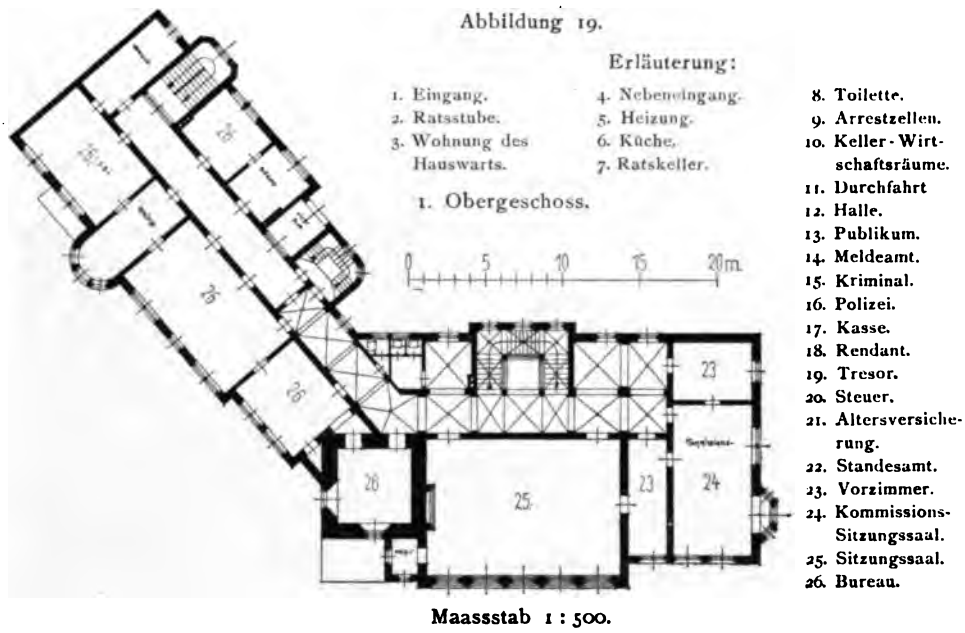 Abbildung 19.
Erläuterung:
1. Eingang.
2. Ratsstube.
3. Wohnung des
Hauswarts.
4. Nebeneingang.
5. Heizung.
6. Küche.
7. Ratskeller.
8. Toilette.
9. Arrestzellen.
10. Keller-Wirt-
schaftsräume.
11. Durchfahrt
12. Halle.
13. Publikum.
14. Meldeamt.
15. Kriminal.
16. Polizei.
17. Kasse.
18. Rendant.
19. Tresor.
20. Steuer.
21. Altersversiche-
rung.
22. Standesamt.
23. Vorzimmer.
24. Kommissions-
Sitzungssaal.
25. Sitzungssaal.
26. Bureau.
1. Obergeschoss.
0 5 10 15 20 m.
26
26
26
26
25
23
23
24
Maassstab 1 : 500.